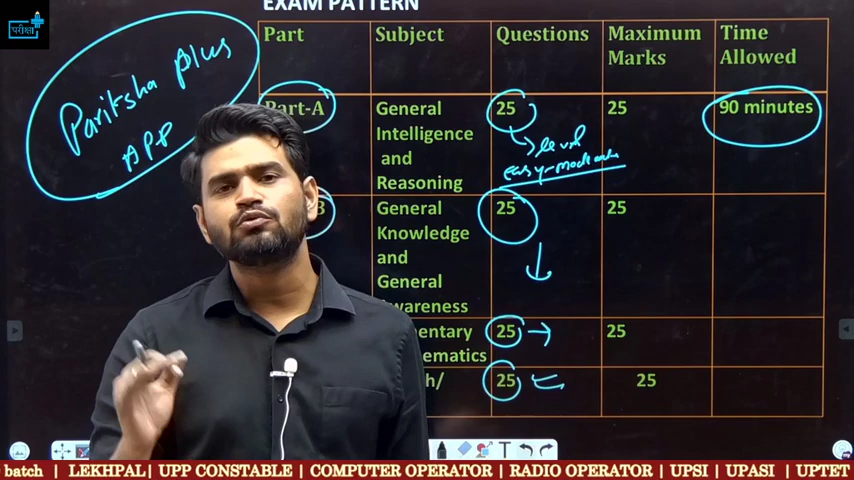 परीक्षा
EXAM PATTERN
Part
Subject
Questions
Maximum
Marks
Time
Allowed
Pariksha plus
APP
Part-A
General
Intelligence
and
Reasoning
25
level
easy-moderate
25
90 minutes
B
General
Knowledge
and
General
wareness
25
25
mentary
ematics
25
25
h/
25
25
T
batch | LEKHPAL| UPP CONSTABLE | COMPUTER OPERATOR | RADIO OPERATOR | UPSI | UPASI | UPTET